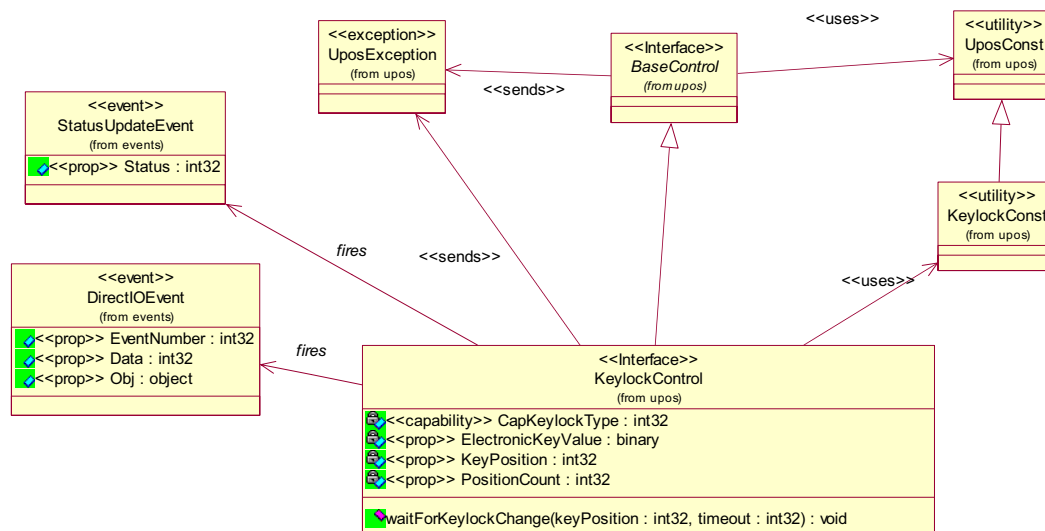 <<exception>>
UposException
(from upos)
<<Interface>>
BaseControl
(from upos)
<<uses>>
<<utility>>
UposConst
(from upos)
<<sends>>
<<event>>
StatusUpdateEvent
(from events)
<<prop>> Status : int32
<<utility>>
KeylockConst
(from upos)
fires
<<sends>>
<<uses>>
<<event>>
DirectIOEvent
(from events)
<<prop>> EventNumber : int32
<<prop>> Data : int32
<<prop>> Obj : object
fires
<<Interface>>
KeylockControl
(from upos)
<<capability>> CapKeylockType : int32
<<prop>> ElectronicKeyValue : binary
<<prop>> KeyPosition : int32
<<prop>> PositionCount : int32
waitForKeylockChange(keyPosition : int32, timeout : int32) : void